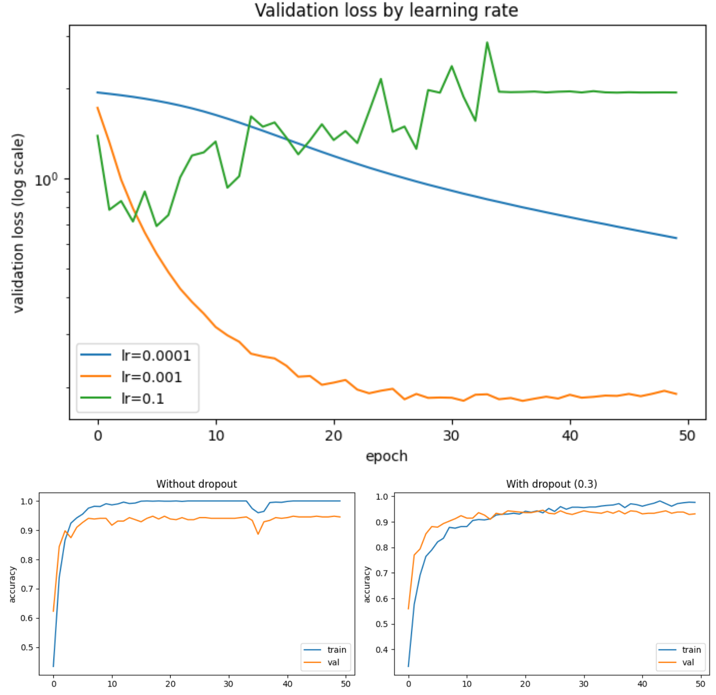 Validation loss by learning rate
validation loss (log scale)
10⁰
lr=0.0001
lr=0.001
lr=0.1
0 10 20 30 40 50
epoch
Without dropout
accuracy
1.0
0.9
0.8
0.7
0.6
0.5
train
val
0 10 20 30 40 50
With dropout (0.3)
accuracy
1.0
0.9
0.8
0.7
0.6
0.5
0.4
train
val
0 10 20 30 40 50